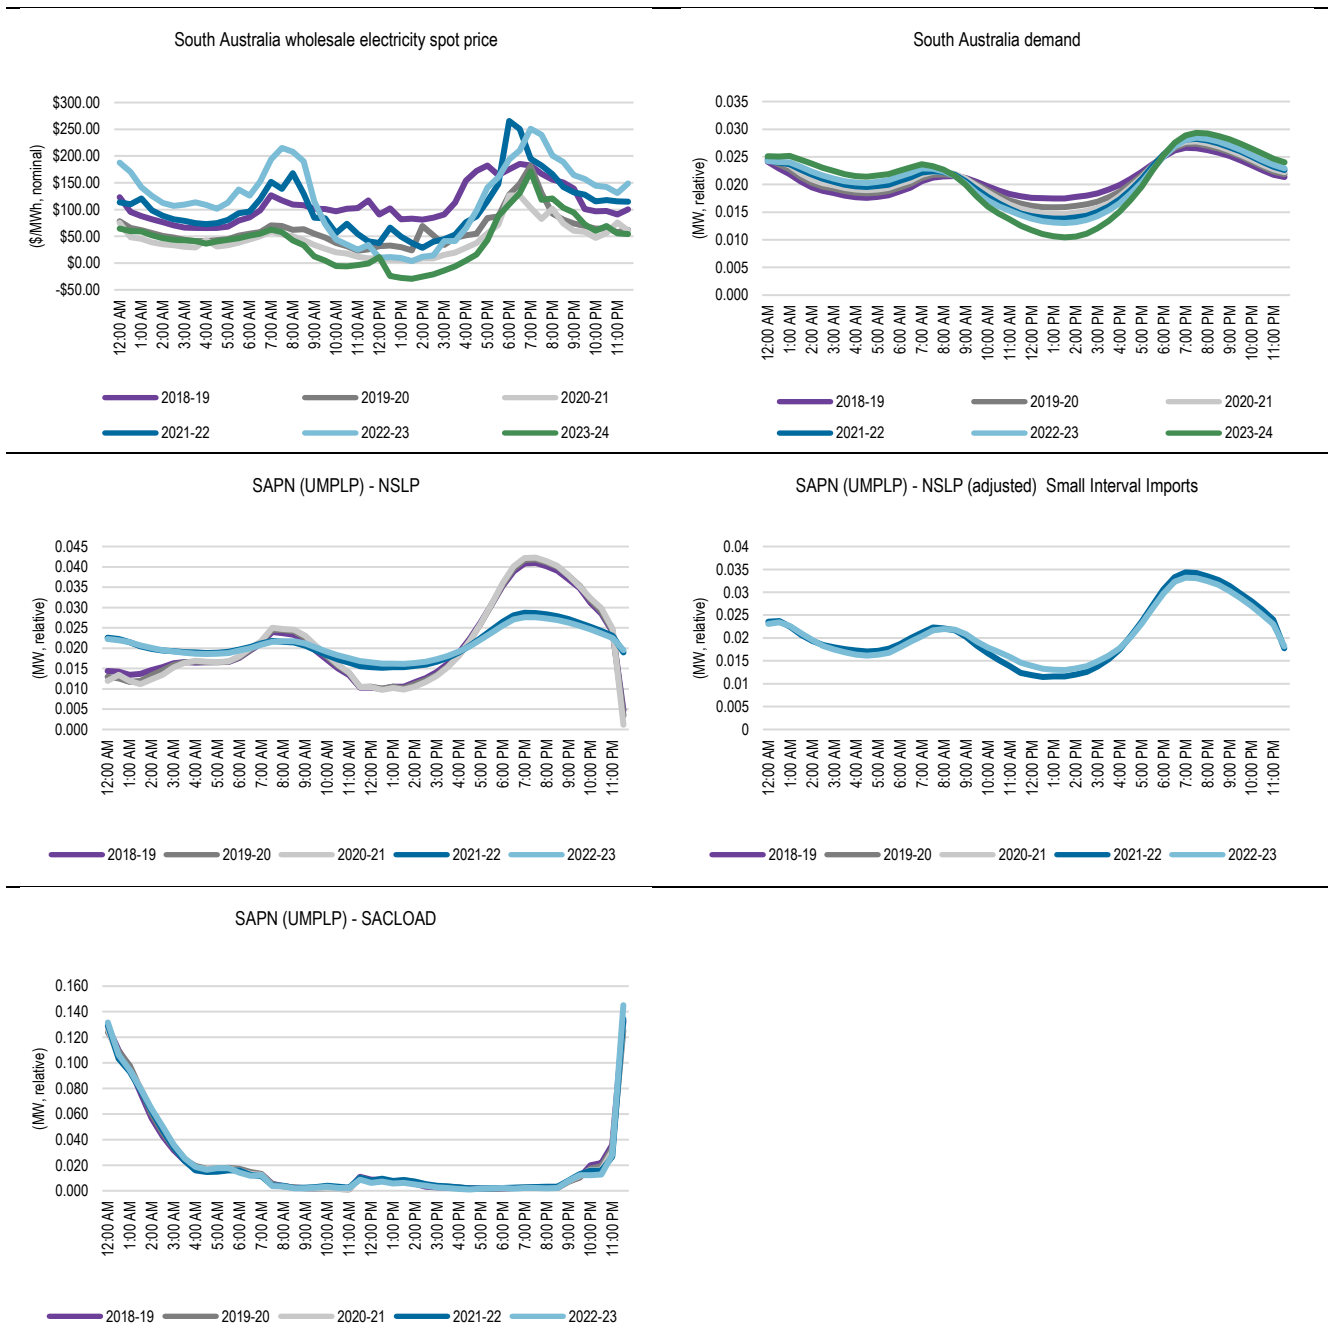 South Australia wholesale electricity spot price
($/MWh, nominal)
$300.00
$250.00
$200.00
$150.00
$100.00
$50.00
$0.00
-$50.00
12:00 AM
1:00 AM
2:00 AM
3:00 AM
4:00 AM
5:00 AM
6:00 AM
7:00 AM
8:00 AM
9:00 AM
10:00 AM
11:00 AM
12:00 PM
1:00 PM
2:00 PM
3:00 PM
4:00 PM
5:00 PM
6:00 PM
7:00 PM
8:00 PM
9:00 PM
10:00 PM
11:00 PM
2018-19 2019-20 2020-21
2021-22 2022-23 2023-24
South Australia demand
(MW, relative)
0.035
0.030
0.025
0.020
0.015
0.010
0.005
0.000
12:00 AM
1:00 AM
2:00 AM
3:00 AM
4:00 AM
5:00 AM
6:00 AM
7:00 AM
8:00 AM
9:00 AM
10:00 AM
11:00 AM
12:00 PM
1:00 PM
2:00 PM
3:00 PM
4:00 PM
5:00 PM
6:00 PM
7:00 PM
8:00 PM
9:00 PM
10:00 PM
11:00 PM
2018-19 2019-20 2020-21
2021-22 2022-23 2023-24
SAPN (UMPLP) - NSLP
(MW, relative)
0.045
0.040
0.035
0.030
0.025
0.020
0.015
0.010
0.005
0.000
12:00 AM
1:00 AM
2:00 AM
3:00 AM
4:00 AM
5:00 AM
6:00 AM
7:00 AM
8:00 AM
9:00 AM
10:00 AM
11:00 AM
12:00 PM
1:00 PM
2:00 PM
3:00 PM
4:00 PM
5:00 PM
6:00 PM
7:00 PM
8:00 PM
9:00 PM
10:00 PM
11:00 PM
2018-19 2019-20 2020-21 2021-22 2022-23
SAPN (UMPLP) - NSLP (adjusted) Small Interval Imports
(MW, relative)
0.04
0.035
0.03
0.025
0.02
0.015
0.01
0.005
0
12:00 AM
1:00 AM
2:00 AM
3:00 AM
4:00 AM
5:00 AM
6:00 AM
7:00 AM
8:00 AM
9:00 AM
10:00 AM
11:00 AM
12:00 PM
1:00 PM
2:00 PM
3:00 PM
4:00 PM
5:00 PM
6:00 PM
7:00 PM
8:00 PM
9:00 PM
10:00 PM
11:00 PM
2018-19 2019-20 2020-21 2021-22 2022-23
SAPN (UMPLP) - SACLOAD
(MW, relative)
0.160
0.140
0.120
0.100
0.080
0.060
0.040
0.020
0.000
12:00 AM
1:00 AM
2:00 AM
3:00 AM
4:00 AM
5:00 AM
6:00 AM
7:00 AM
8:00 AM
9:00 AM
10:00 AM
11:00 AM
12:00 PM
1:00 PM
2:00 PM
3:00 PM
4:00 PM
5:00 PM
6:00 PM
7:00 PM
8:00 PM
9:00 PM
10:00 PM
11:00 PM
2018-19 2019-20 2020-21 2021-22 2022-23